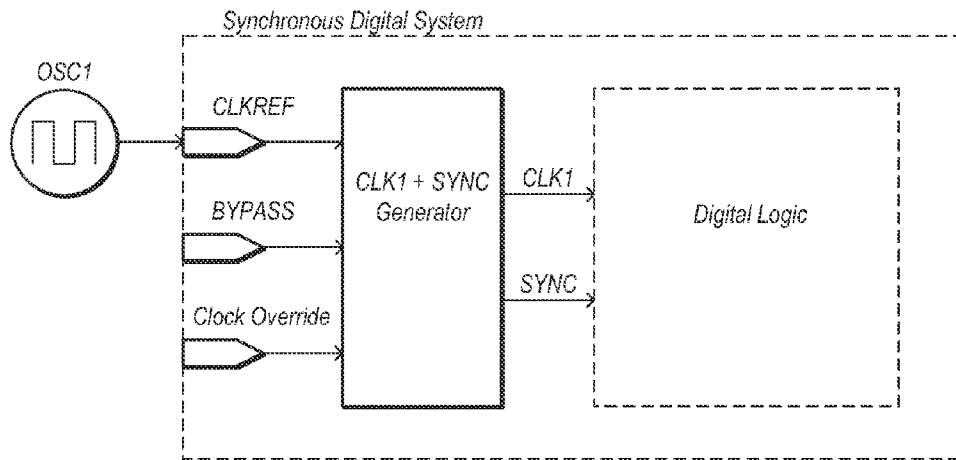 Synchronous Digital System
OSC1
CLKREF
BYPASS
Clock Override
CLK1 + SYNC
Generator
CLK1
SYNC
Digital Logic